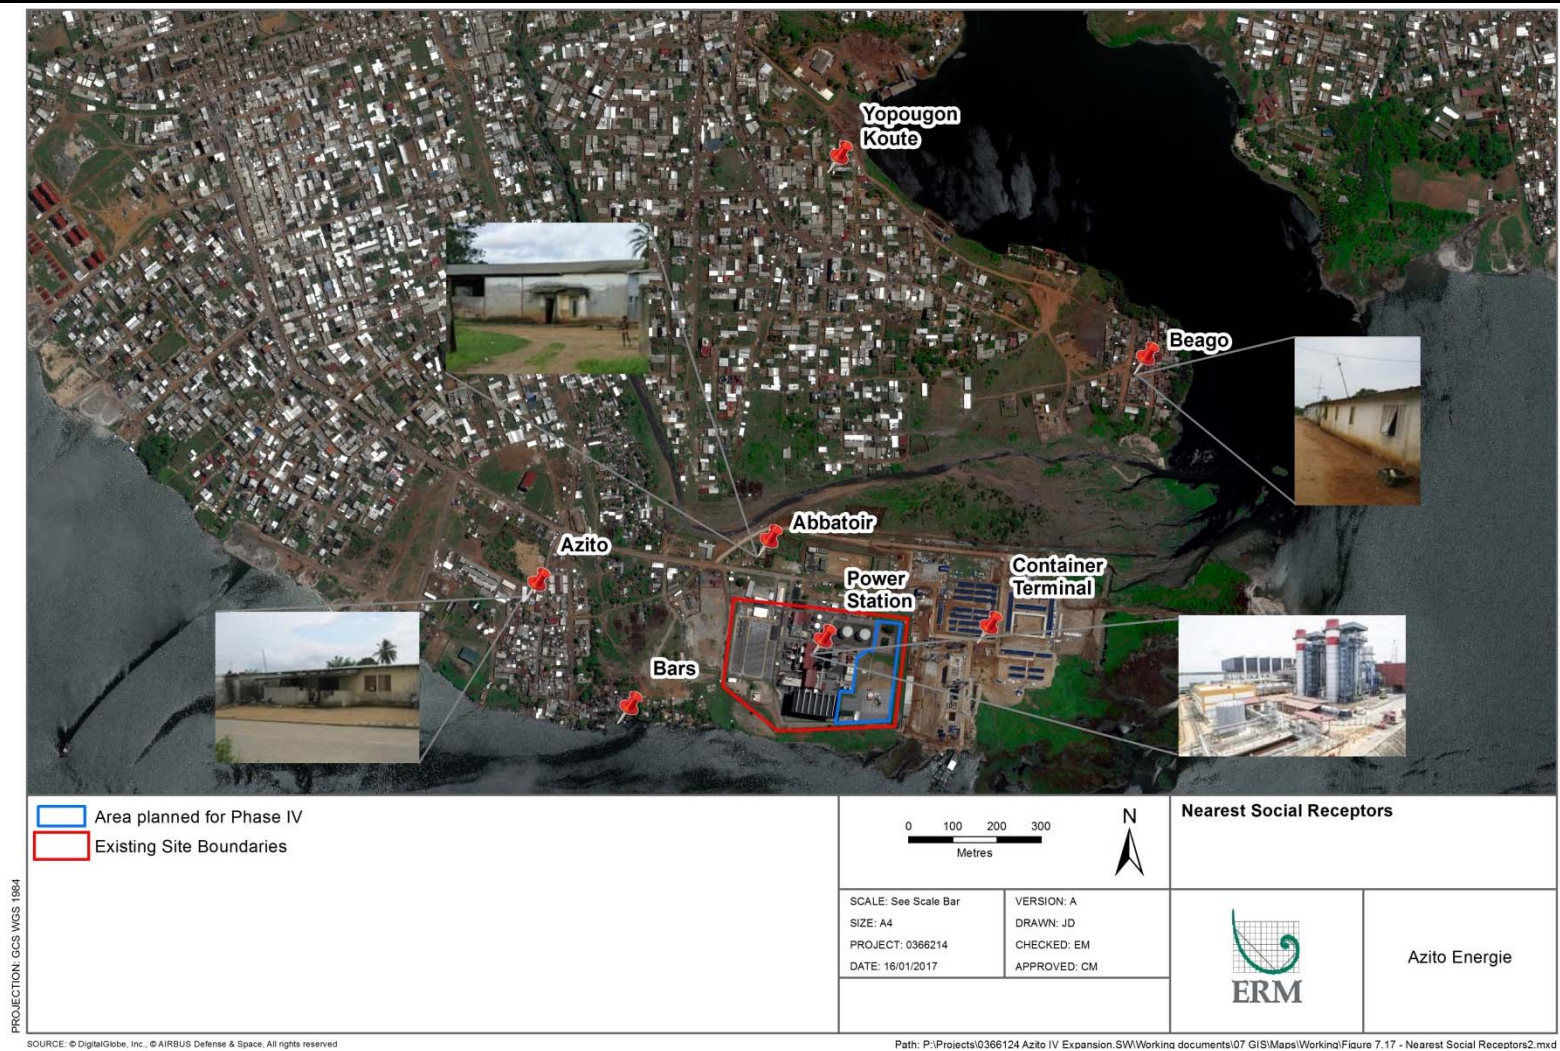 Yopougon
Koute
Beago
Abbatoir
Azito
Power
Station
Container
Terminal
Bars
Area planned for Phase IV
Existing Site Boundaries
0 100 200 300
Metres
N
Nearest Social Receptors
SCALE: See Scale Bar
SIZE: A4
PROJECT: 0366214
DATE: 16/01/2017
VERSION: A
DRAWN: JD
CHECKED: EM
APPROVED: CM
ERM
Azito Energie
PROJECTION: GCS WGS 1984
SOURCE: © DigitalGlobe, Inc., © AIRBUS Defense & Space, All rights reserved
Path: P:\Projects\0366124 Azito IV Expansion.SW\Working documents\07 GIS\Maps\Working\Figure 7.17 - Nearest Social Receptors2.mxd